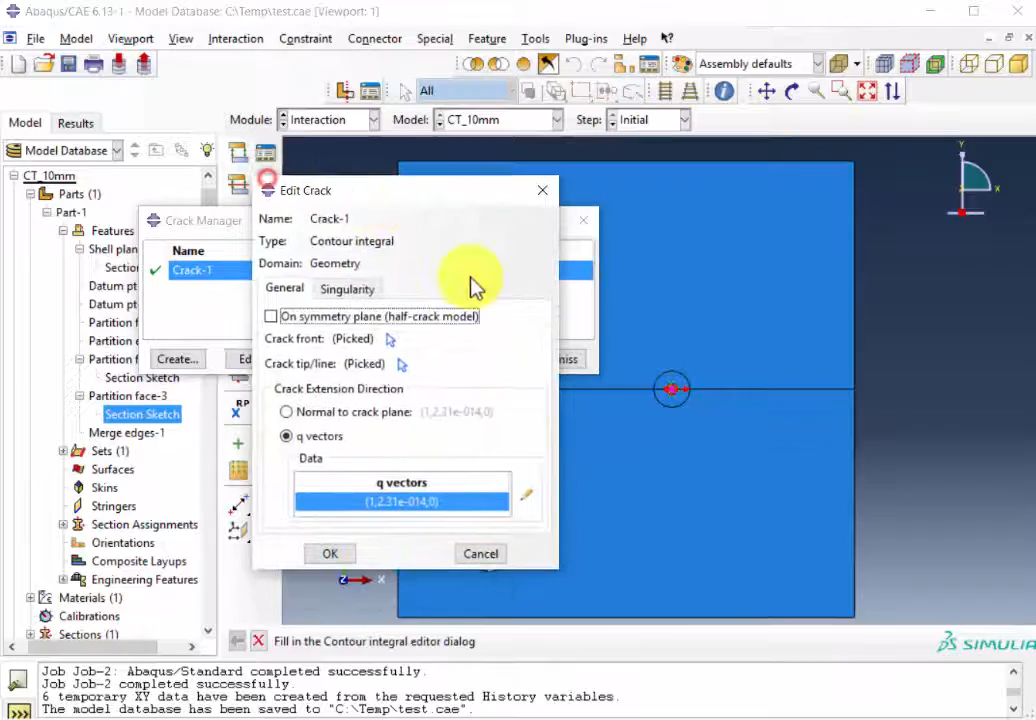 Abaqus/CAE 6.13-1 - Model Database: C:\Temp\test.cae [Viewport: 1]
File Model Viewport View Interaction Constraint Connector Special Feature Tools Plug-ins Help
Assembly defaults
All
Model Results
Module: Interaction Model: CT_10mm Step: Initial
Model Database
CT_10mm
Parts (1)
Part-1
Features
Shell plan
Section
Datum pt
Datum pt
Partition f
Partition e
Partition f
Section Sketch
Partition face-3
Section Sketch
Merge edges-1
Sets (1)
Surfaces
Skins
Stringers
Section Assignments
Orientations
Composite Layups
Engineering Features
Materials (1)
Calibrations
Sections (1)
Crack Manager
Name
Crack-1
Create...
Ed
miss
RP
Edit Crack
Name: Crack-1
Type: Contour integral
Domain: Geometry
General Singularity
On symmetry plane (half-crack model)
Crack front: (Picked)
Crack tip/line: (Picked)
Crack Extension Direction
Normal to crack plane: (1,2.31e-014,0)
q vectors
Data
q vectors
(1,2.31e-014,0)
OK Cancel
Y
X
Z X
Fill in the Contour integral editor dialog
SIMULIA
Job Job-2: Abaqus/Standard completed successfully.
Job Job-2 completed successfully.
6 temporary XY data have been created from the requested History variables.
The model database has been saved to "C:\Temp\test.cae".